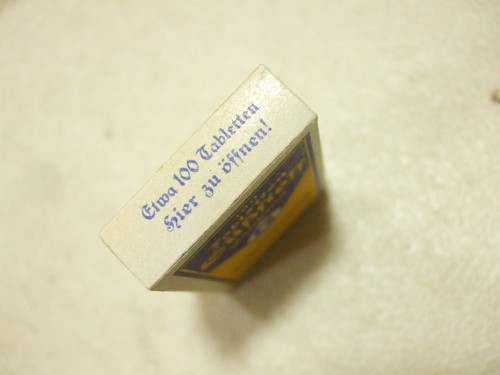 Etwa 100 Tabletten
Hier zu öffnen!